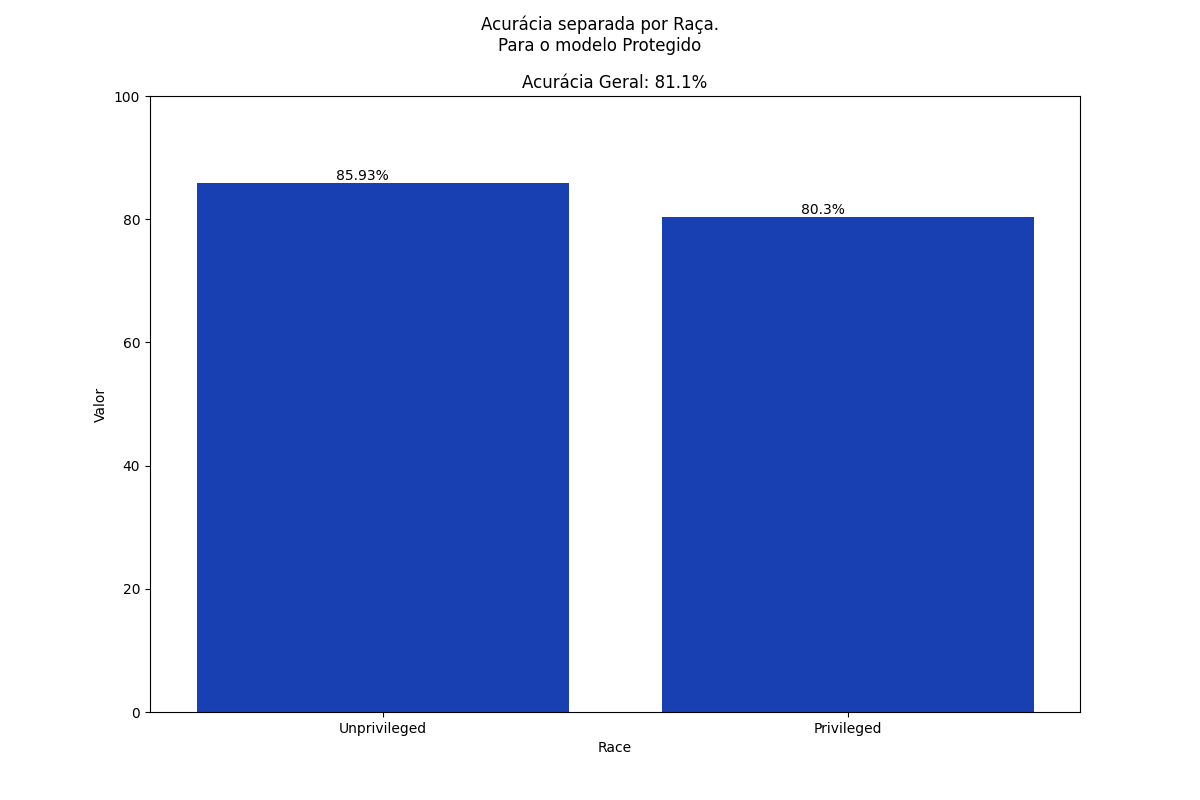 Acurácia separada por Raça.
Para o modelo Protegido
Acurácia Geral: 81.1%
100
80
60
40
20
0
Valor
85.93%
80.3%
Unprivileged
Privileged
Race